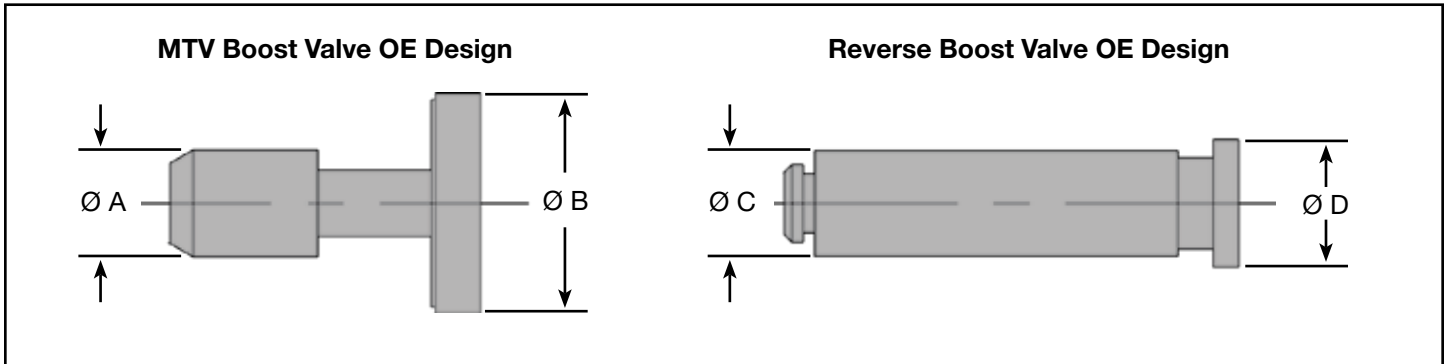 MTV Boost Valve OE Design
Reverse Boost Valve OE Design
Ø A
Ø B
Ø C
Ø D